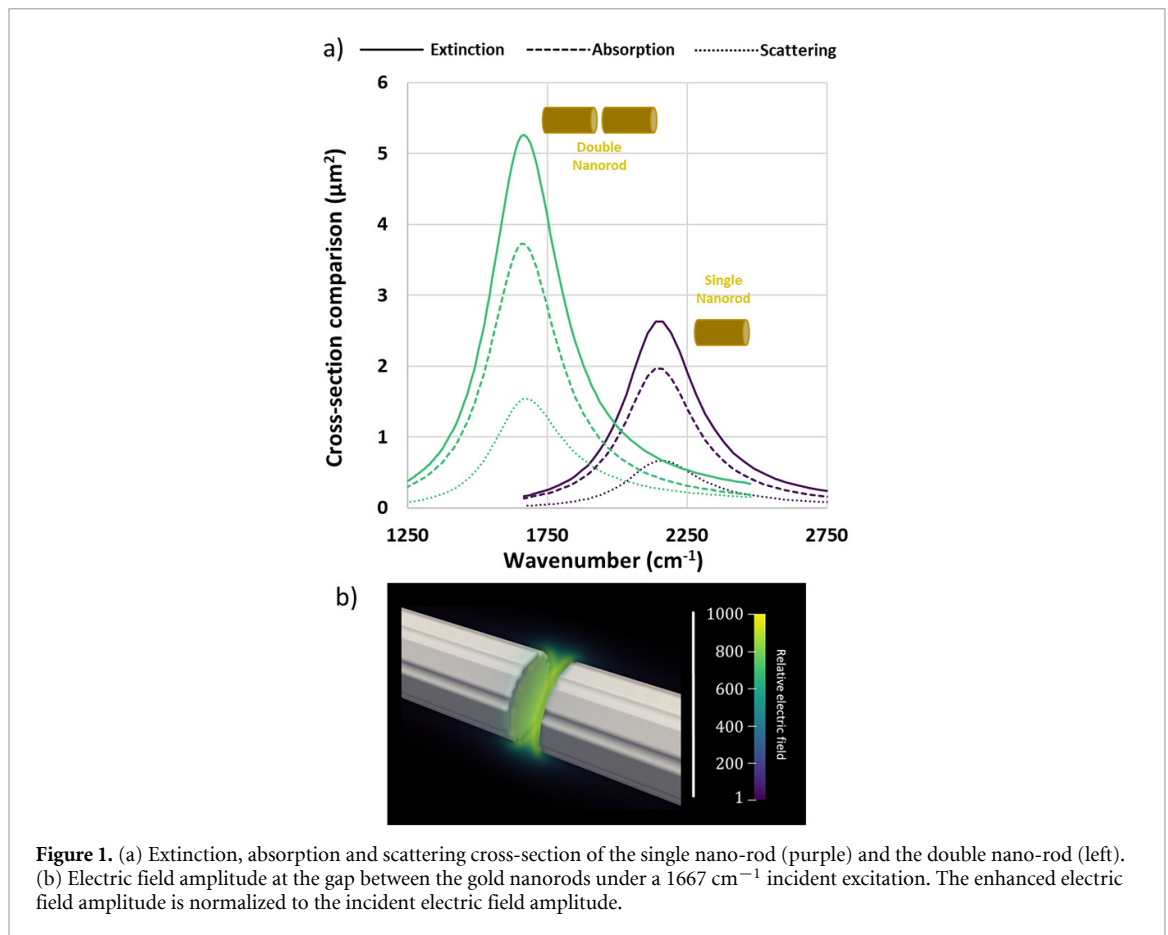 a)
Extinction
Absorption
Scattering
Cross-section comparison (µm²)
6
5
4
3
2
1
0
Double
Nanorod
Single
Nanorod
1250
1750
2250
2750
Wavenumber (cm⁻¹)
b)
1000
800
600
400
200
1
Relative electric field
Figure 1. (a) Extinction, absorption and scattering cross-section of the single nano-rod (purple) and the double nano-rod (left).
(b) Electric field amplitude at the gap between the gold nanorods under a 1667 cm⁻¹ incident excitation. The enhanced electric
field amplitude is normalized to the incident electric field amplitude.